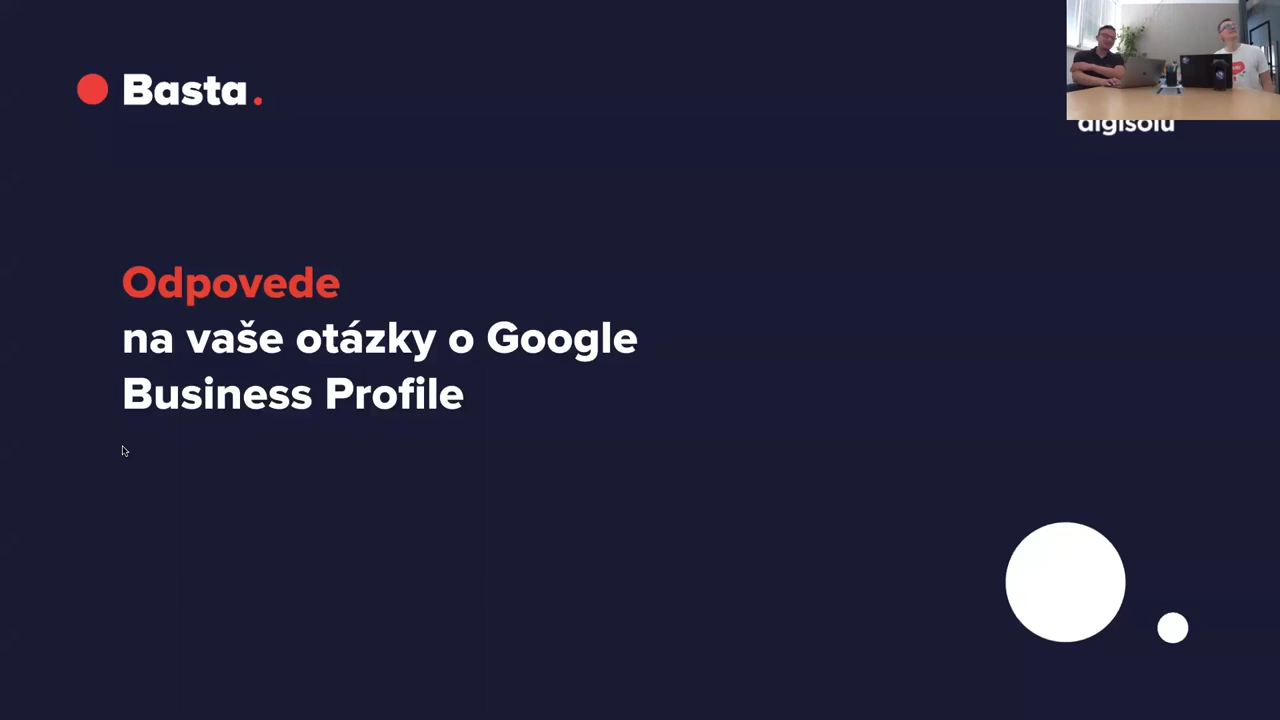 Basta.
digisolu
Odpovede
na vaše otázky o Google
Business Profile